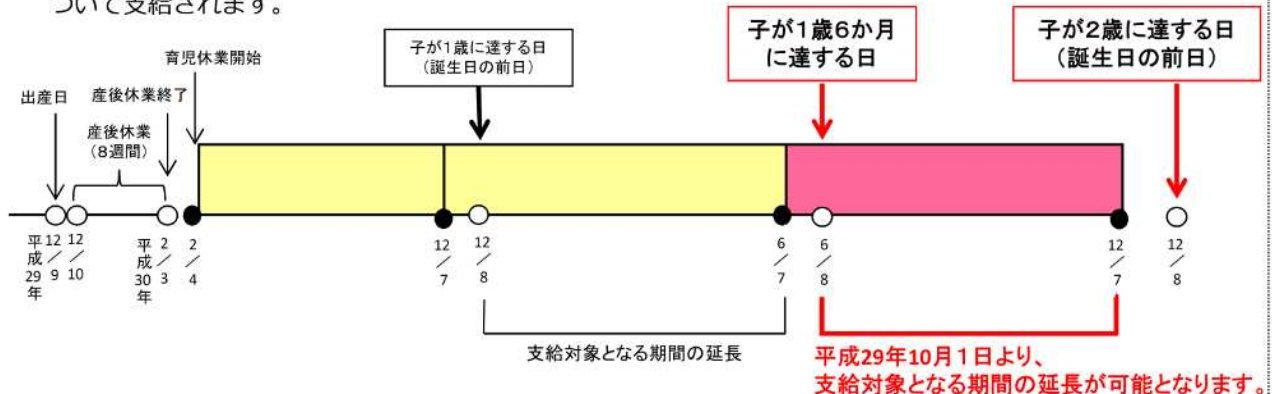 ついて支給されます。
子が1歳6か月
に達する日
子が2歳に達する日
(誕生日の前日)
子が1歳に達する日
(誕生日の前日)
育児休業開始
出産日
産後休業終了
産後休業
(8週間)
平成29年
12/9
12/10
平成30年
2/3
2/4
12/7
12/8
6/7
6/8
12/7
12/8
支給対象となる期間の延長
平成29年10月1日より、
支給対象となる期間の延長が可能となります。